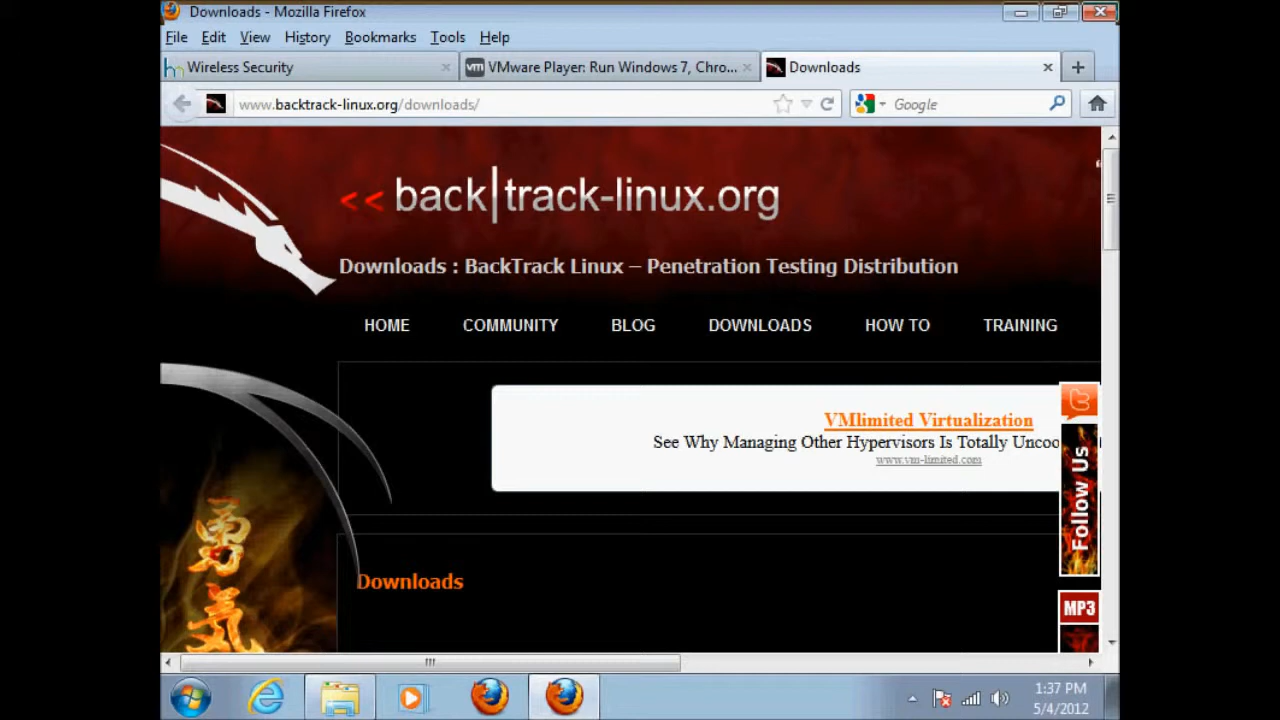 Downloads - Mozilla Firefox
File Edit View History Bookmarks Tools Help
Wireless Security
VMware Player: Run Windows 7, Chro...
Downloads
www.backtrack-linux.org/downloads/
Google
<< back|track-linux.org
Downloads : BackTrack Linux – Penetration Testing Distribution
HOME COMMUNITY BLOG DOWNLOADS HOW TO TRAINING
VMlimited Virtualization
See Why Managing Other Hypervisors Is Totally Uncoo
www.vm-limited.com
Follow Us
勇気
Downloads
MP3
1:37 PM
5/4/2012